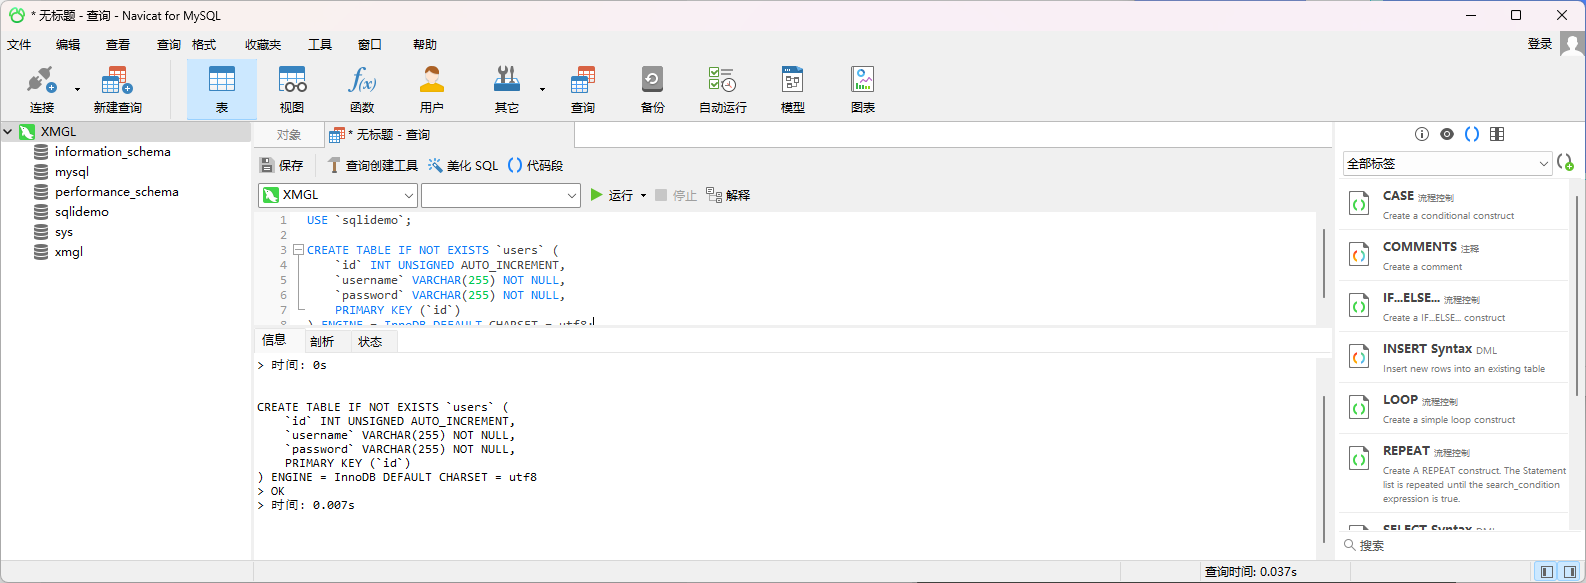 * 无标题 - 查询 - Navicat for MySQL
文件 编辑 查看 查询 格式 收藏夹 工具 窗口 帮助 登录
连接 新建查询 表 视图 函数 用户 其它 查询 备份 自动运行 模型 图表
XMGL
information_schema
mysql
performance_schema
sqlidemo
sys
xmgl
对象 * 无标题 - 查询
保存 查询创建工具 美化 SQL 代码段
XMGL 运行 停止 解释
1 USE `sqlidemo`;
2
3 CREATE TABLE IF NOT EXISTS `users` (
4 `id` INT UNSIGNED AUTO_INCREMENT,
5 `username` VARCHAR(255) NOT NULL,
6 `password` VARCHAR(255) NOT NULL,
7 PRIMARY KEY (`id`)
8 ) ENGINE = InnoDB DEFAULT CHARSET = utf8;
信息 剖析 状态
> 时间: 0s
CREATE TABLE IF NOT EXISTS `users` (
`id` INT UNSIGNED AUTO_INCREMENT,
`username` VARCHAR(255) NOT NULL,
`password` VARCHAR(255) NOT NULL,
PRIMARY KEY (`id`)
) ENGINE = InnoDB DEFAULT CHARSET = utf8
> OK
> 时间: 0.007s
全部标签
CASE 流程控制
Create a conditional construct
COMMENTS 注释
Create a comment
IF...ELSE... 流程控制
Create a IF...ELSE... construct
INSERT Syntax DML
Insert new rows into an existing table
LOOP 流程控制
Create a simple loop construct
REPEAT 流程控制
Create A REPEAT construct. The Statement
list is repeated until the search_condition
expression is true.
SELECT Syntax DML
搜索
查询时间: 0.037s